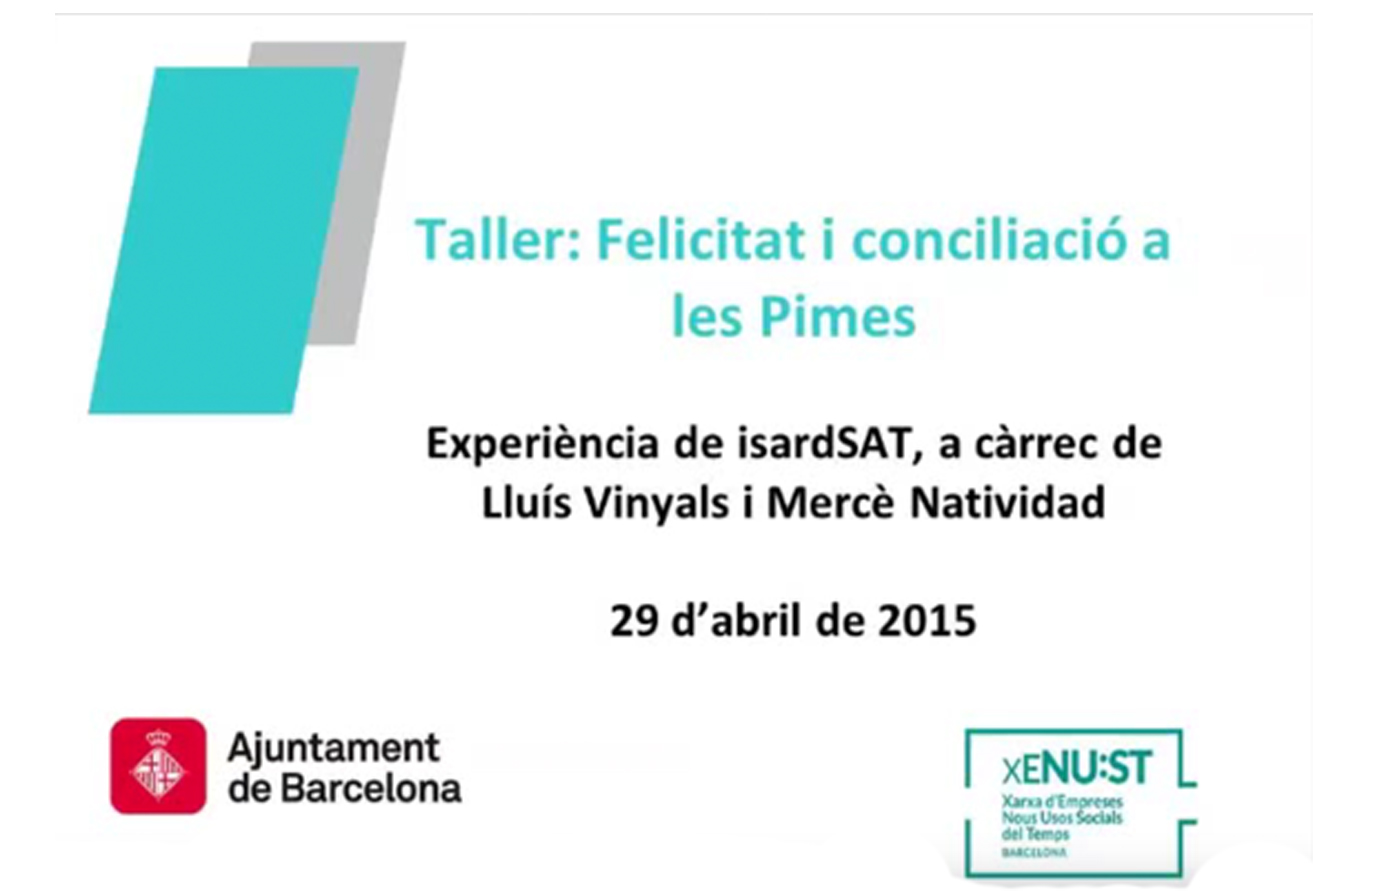 Taller: Felicitat i conciliació a
les Pimes
Experiència de isardSAT, a càrrec de
Lluís Vinyals i Mercè Natividad
29 d'abril de 2015
Ajuntament
de Barcelona
xENU:ST
Xarxa d'Empreses
Nous Usos Socials
del Temps
BARCELONA